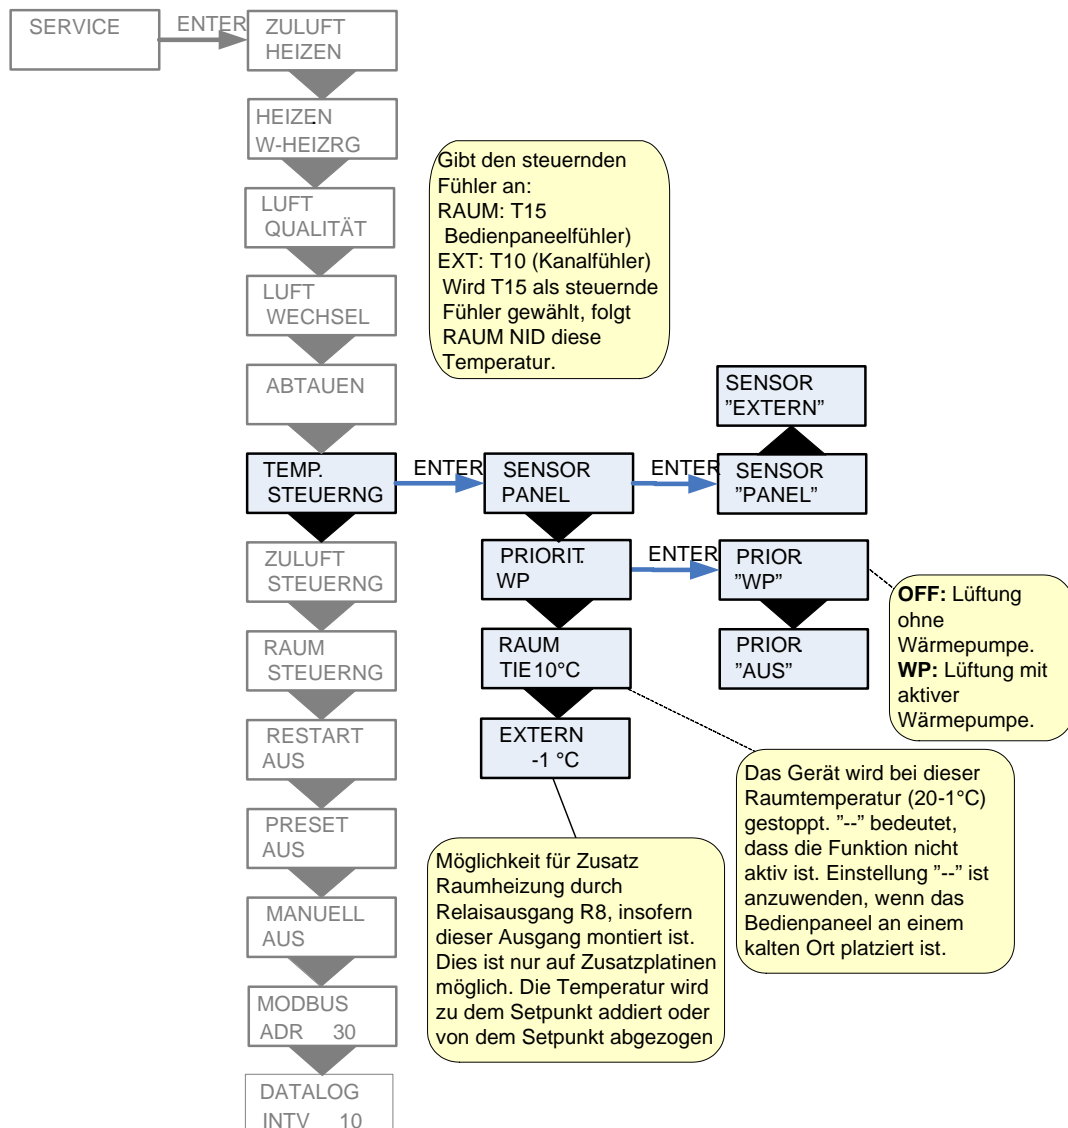 SERVICE
ENTER
ZULUFT
HEIZEN
HEIZEN
W-HEIZRG
LUFT
QUALITÄT
LUFT
WECHSEL
ABTAUEN
TEMP.
STEUERNG
ZULUFT
STEUERNG
RAUM
STEUERNG
RESTART
AUS
PRESET
AUS
MANUELL
AUS
MODBUS
ADR 30
DATALOG
INTV 10
Gibt den steuernden
Fühler an:
RAUM: T15
Bedienpaneelfühler)
EXT: T10 (Kanalfühler)
Wird T15 als steuernde
Fühler gewählt, folgt
RAUM NID diese
Temperatur.
ENTER
SENSOR
PANEL
ENTER
SENSOR
"EXTERN"
SENSOR
"PANEL"
PRIORIT.
WP
ENTER
PRIOR.
"WP"
PRIOR.
"AUS"
OFF: Lüftung
ohne
Wärmepumpe.
WP: Lüftung mit
aktiver
Wärmepumpe.
RAUM
TIE10°C
EXTERN
-1 °C
Das Gerät wird bei dieser
Raumtemperatur (20-1°C)
gestoppt. "--" bedeutet,
dass die Funktion nicht
aktiv ist. Einstellung "--" ist
anzuwenden, wenn das
Bedienpaneel an einem
kalten Ort platziert ist.
Möglichkeit für Zusatz
Raumheizung durch
Relaisausgang R8, insofern
dieser Ausgang montiert ist.
Dies ist nur auf Zusatzplatinen
möglich. Die Temperatur wird
zu dem Setpunkt addiert oder
von dem Setpunkt abgezogen